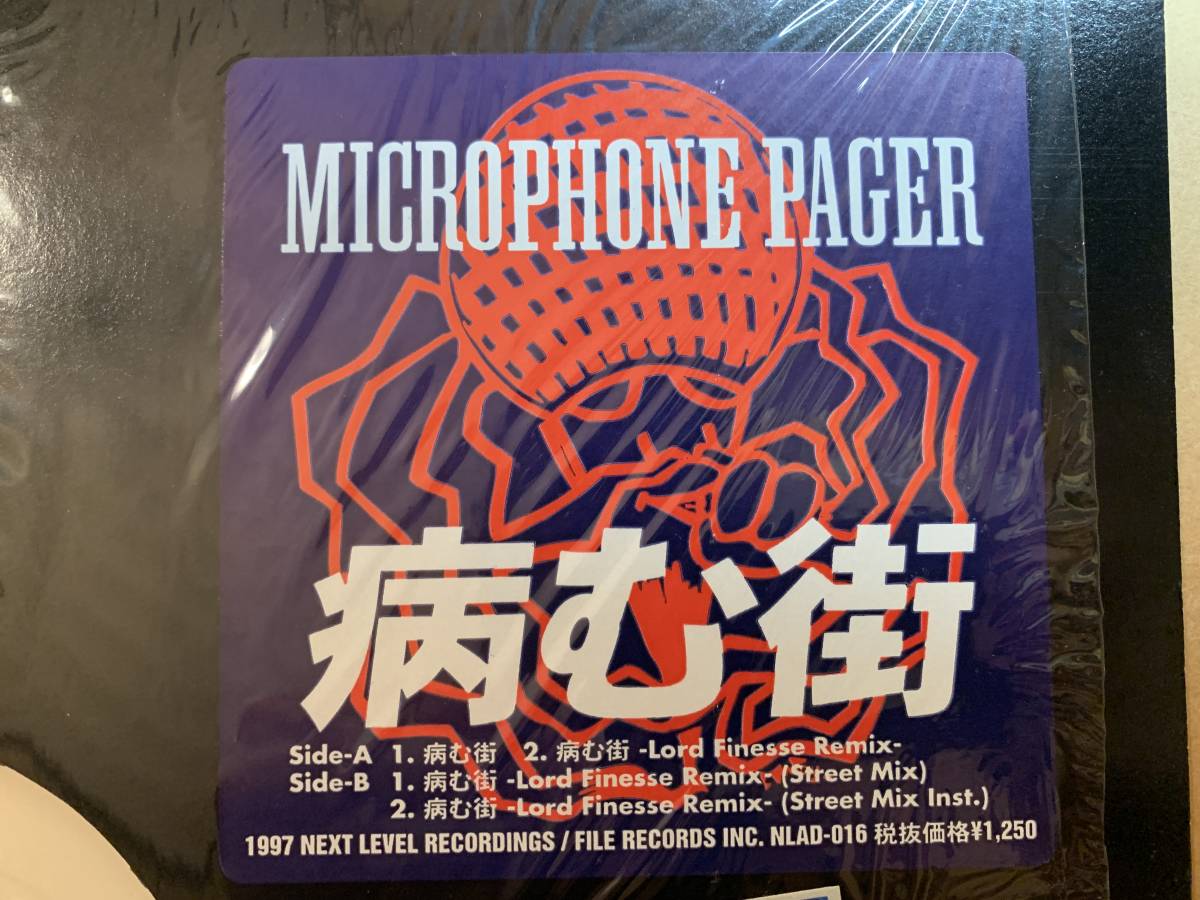 MICROPHONE PAGER
病む街
Side-A 1. 病む街 2. 病む街 -Lord Finesse Remix-
Side-B 1. 病む街 -Lord Finesse Remix- (Street Mix)
2. 病む街 -Lord Finesse Remix- (Street Mix Inst.)
1997 NEXT LEVEL RECORDINGS / FILE RECORDS INC. NLAD-016 税抜価格¥1,250